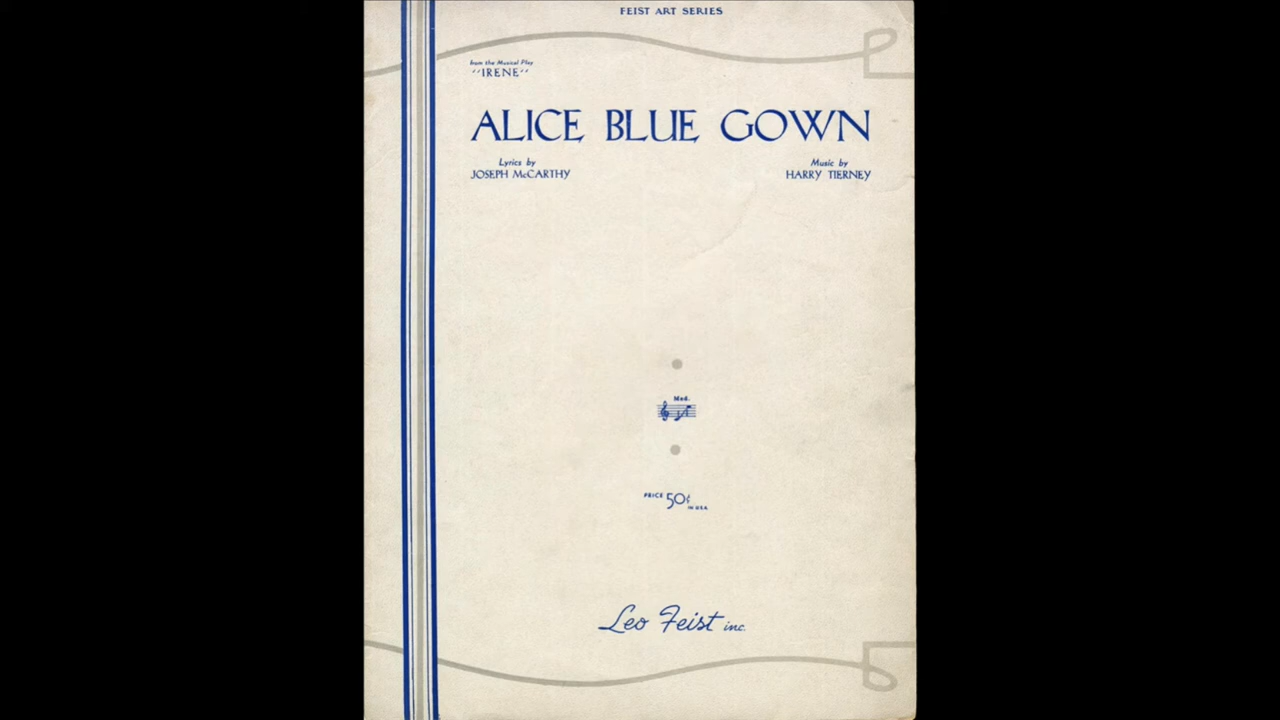 FEIST ART SERIES
from the Musical Play
"IRENE"
ALICE BLUE GOWN
Lyrics by
JOSEPH McCARTHY
Music by
HARRY TIERNEY
Med.
PRICE 50¢
IN U.S.A.
Leo Feist inc.